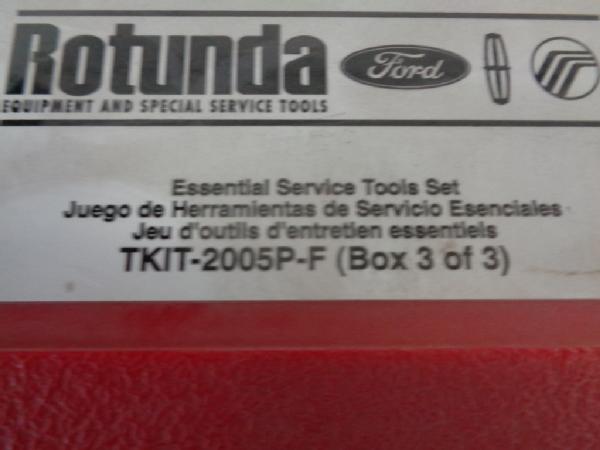 Rotunda
Ford
EQUIPMENT AND SPECIAL SERVICE TOOLS
Essential Service Tools Set
Juego de Herramientas de Servicio Esenciales
Jeu d'outils d'entretien essentiels
TKIT-2005P-F (Box 3 of 3)